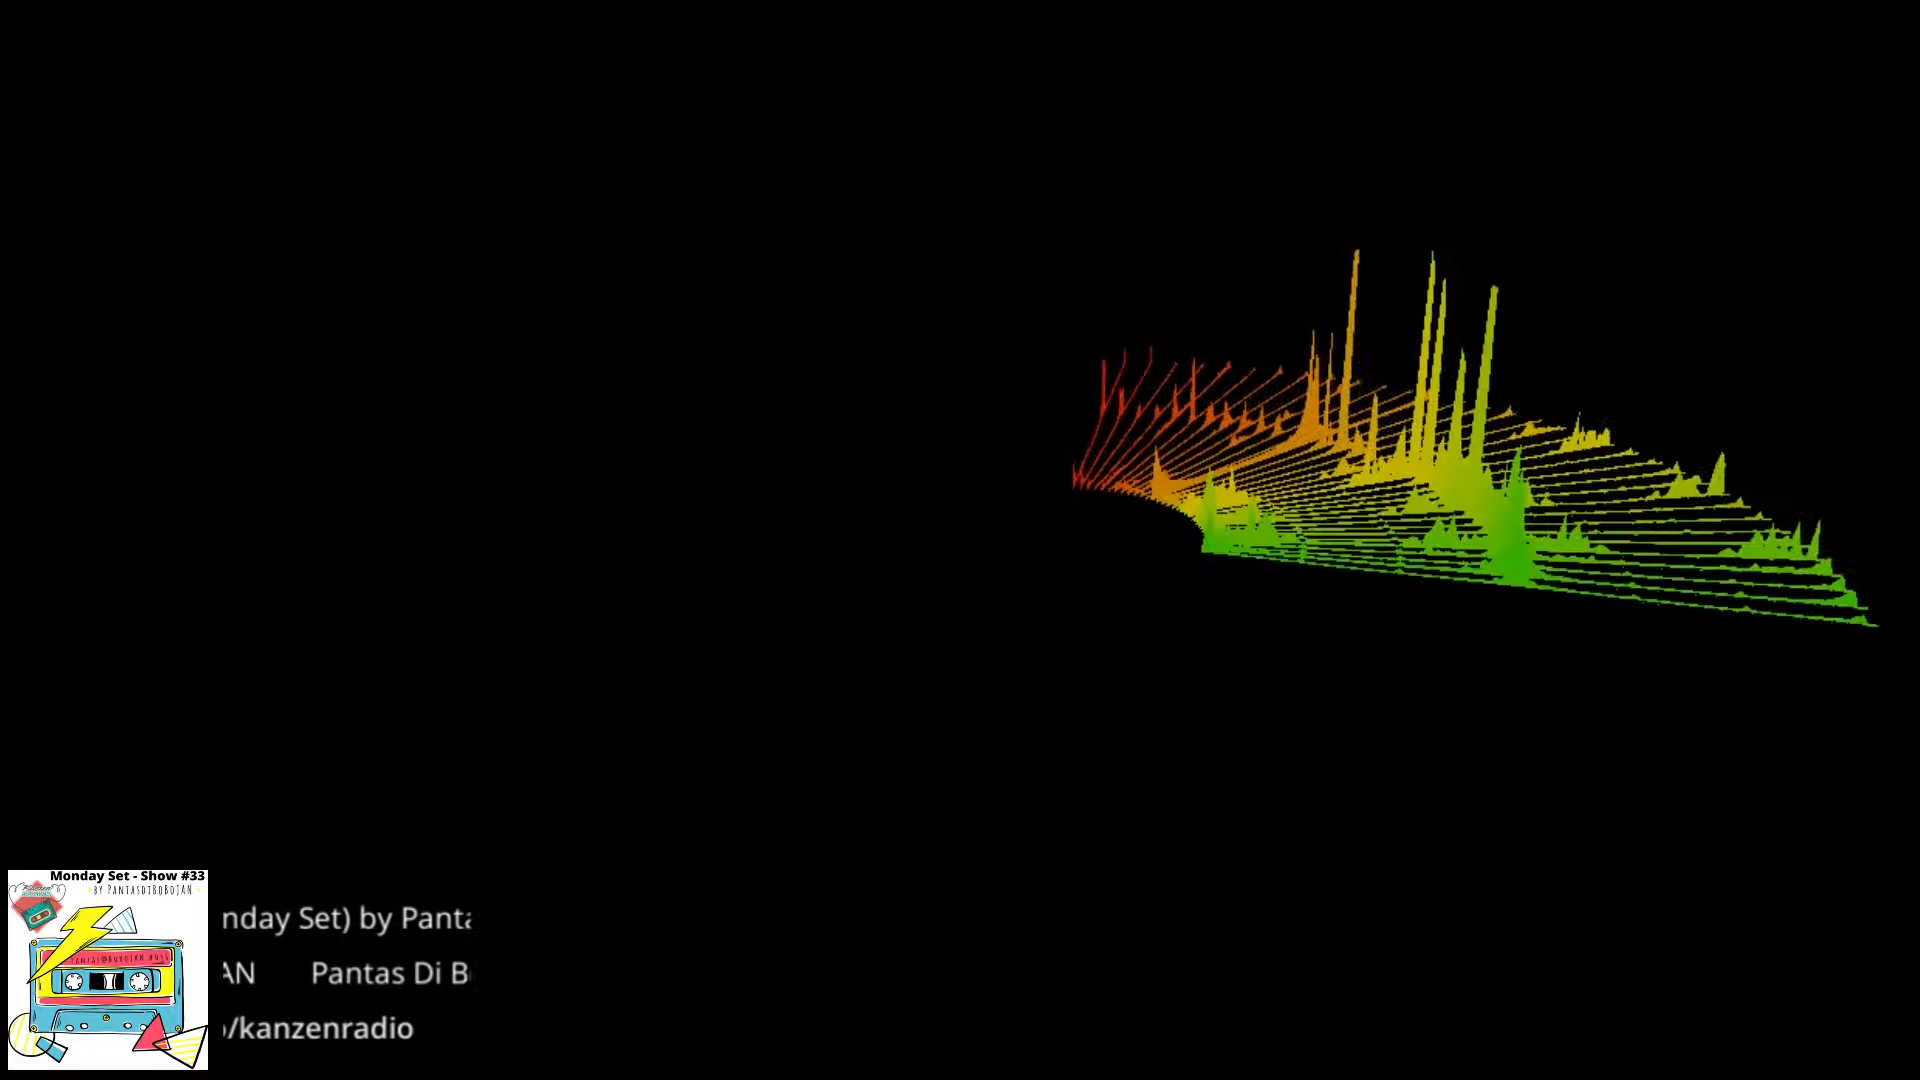 Monday Set - Show #33
BY PANTASDIBOBOJAN
nday Set) by Panta
AN Pantas Di B
/kanzenradio